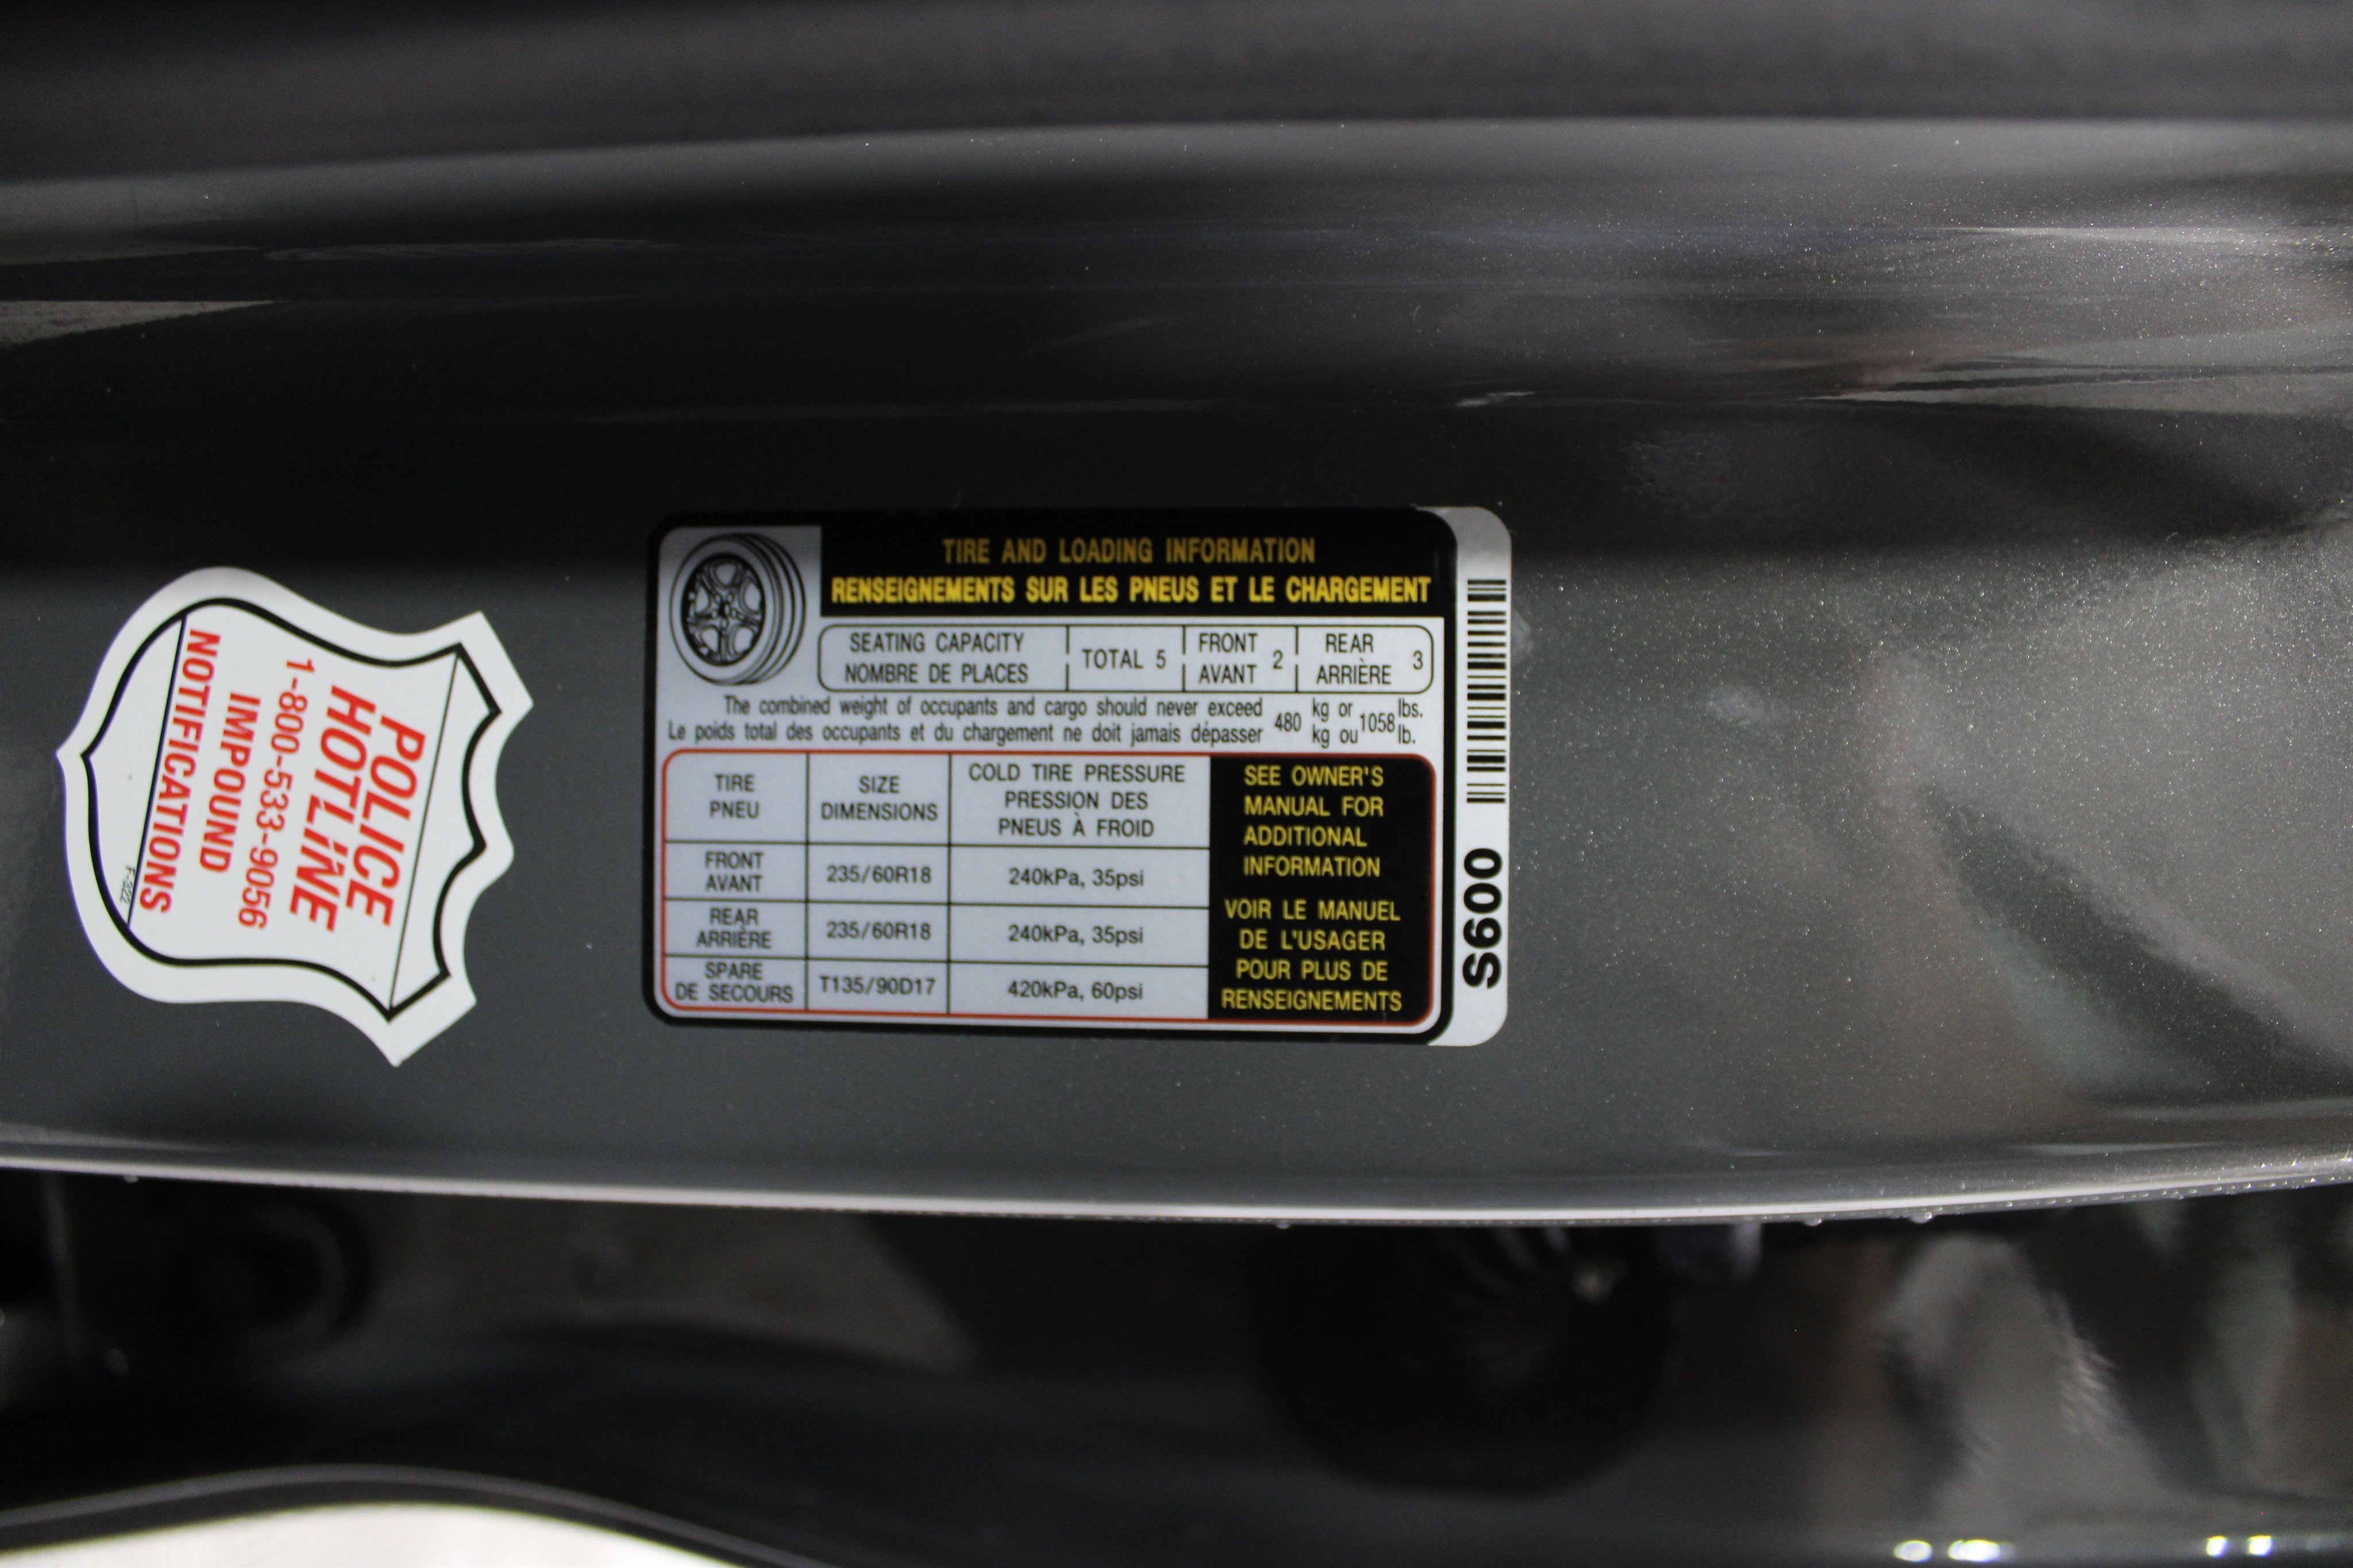 POLICE
HOTLINE
1-800-533-9056
IMPOUND
NOTIFICATIONS
F-322
TIRE AND LOADING INFORMATION
RENSEIGNEMENTS SUR LES PNEUS ET LE CHARGEMENT
SEATING CAPACITY
NOMBRE DE PLACES
TOTAL 5
FRONT
AVANT 2
REAR
ARRIÈRE 3
The combined weight of occupants and cargo should never exceed 480 kg or 1058 lbs.
Le poids total des occupants et du chargement ne doit jamais dépasser 480 kg ou 1058 lb.
TIRE
PNEU
SIZE
DIMENSIONS
COLD TIRE PRESSURE
PRESSION DES
PNEUS À FROID
FRONT
AVANT
235/60R18
240kPa, 35psi
REAR
ARRIÈRE
235/60R18
240kPa, 35psi
SPARE
DE SECOURS
T135/90D17
420kPa, 60psi
SEE OWNER'S
MANUAL FOR
ADDITIONAL
INFORMATION
VOIR LE MANUEL
DE L'USAGER
POUR PLUS DE
RENSEIGNEMENTS
S600